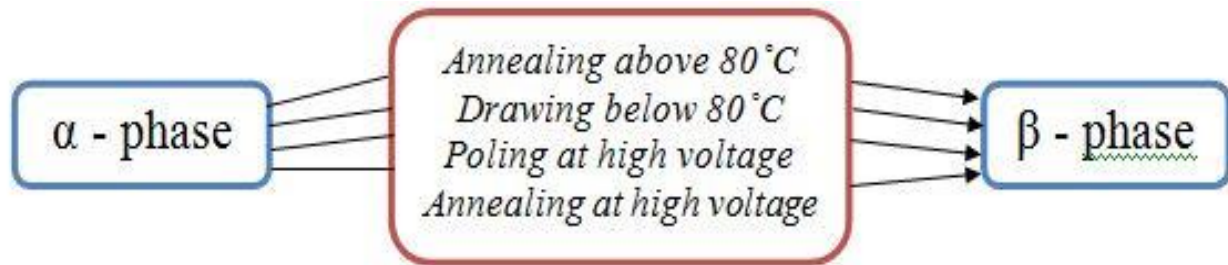 α - phase
Annealing above 80˚C
Drawing below 80˚C
Poling at high voltage
Annealing at high voltage
β - phase